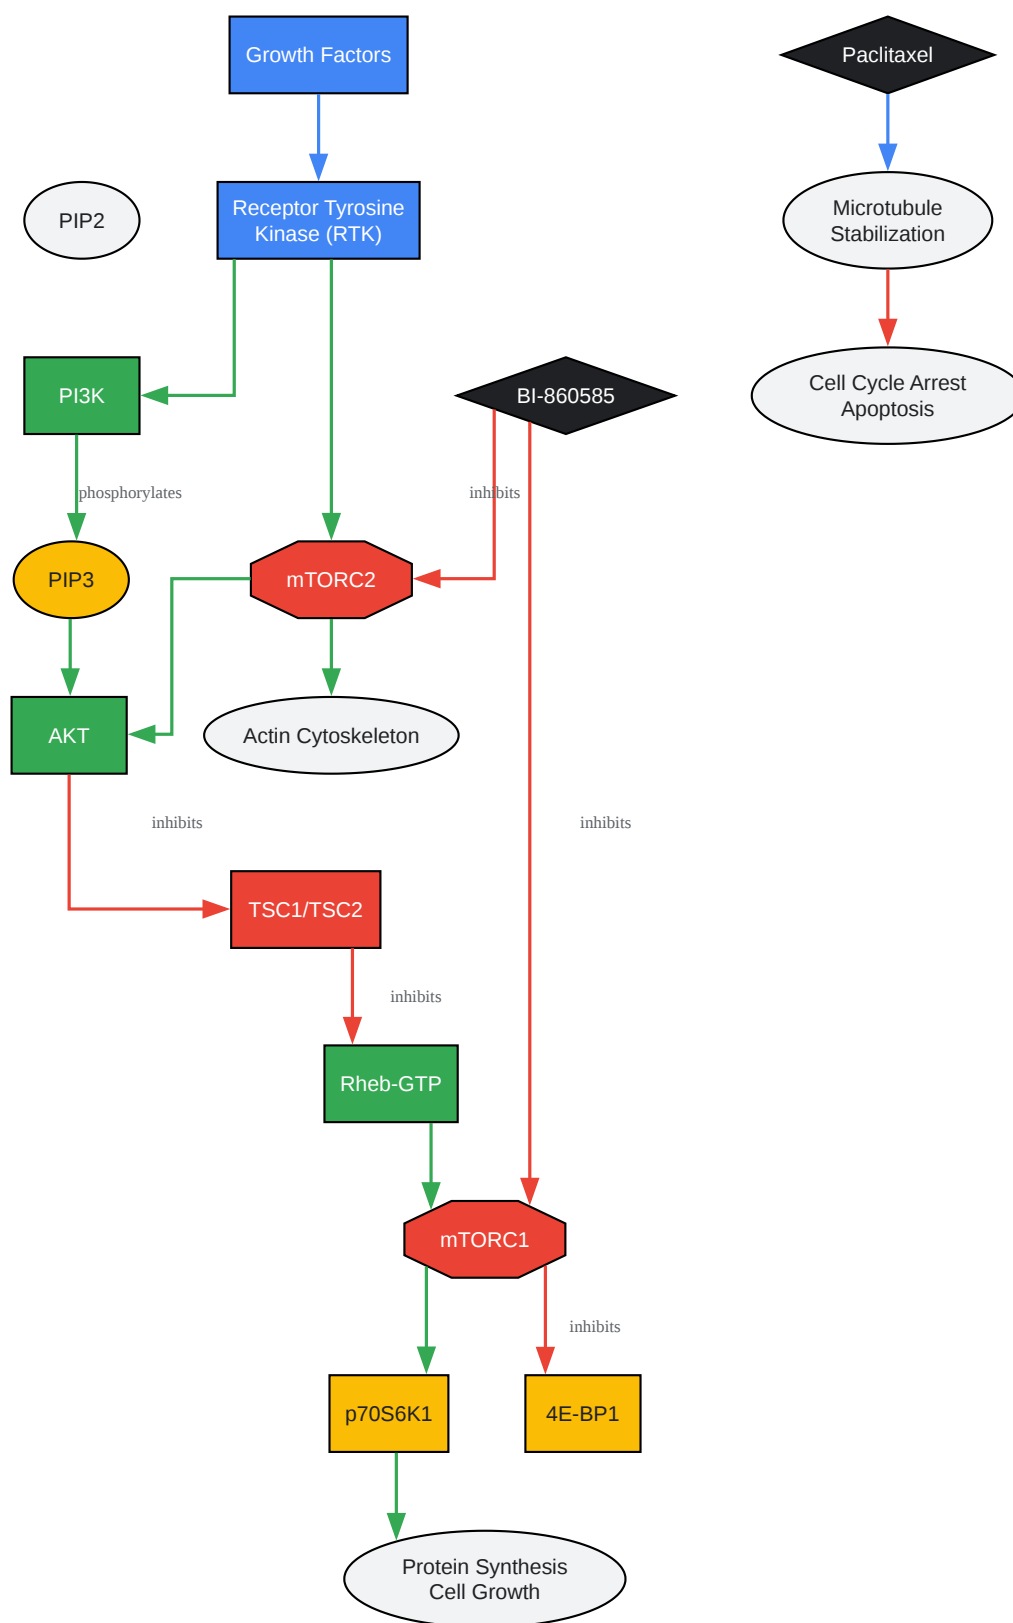 Growth Factors
Paclitaxel
PIP2
Receptor Tyrosine
Kinase (RTK)
Microtubule
Stabilization
PI3K
BI-860585
Cell Cycle Arrest
Apoptosis
phosphorylates
inhibits
PIP3
mTORC2
AKT
Actin Cytoskeleton
inhibits
inhibits
TSC1/TSC2
inhibits
Rheb-GTP
mTORC1
inhibits
p70S6K1
4E-BP1
Protein Synthesis
Cell Growth